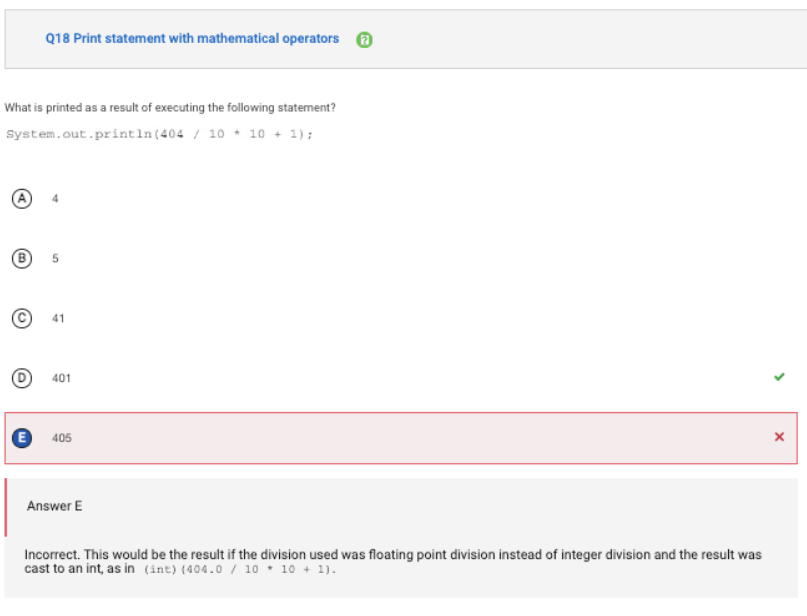 Q18 Print statement with mathematical operators
What is printed as a result of executing the following statement?
System.out.println(404 / 10 * 10 + 1);
A 4
B 5
C 41
D 401
E 405
Answer E
Incorrect. This would be the result if the division used was floating point division instead of integer division and the result was
cast to an int, as in (int)(404.0 / 10 * 10 + 1).